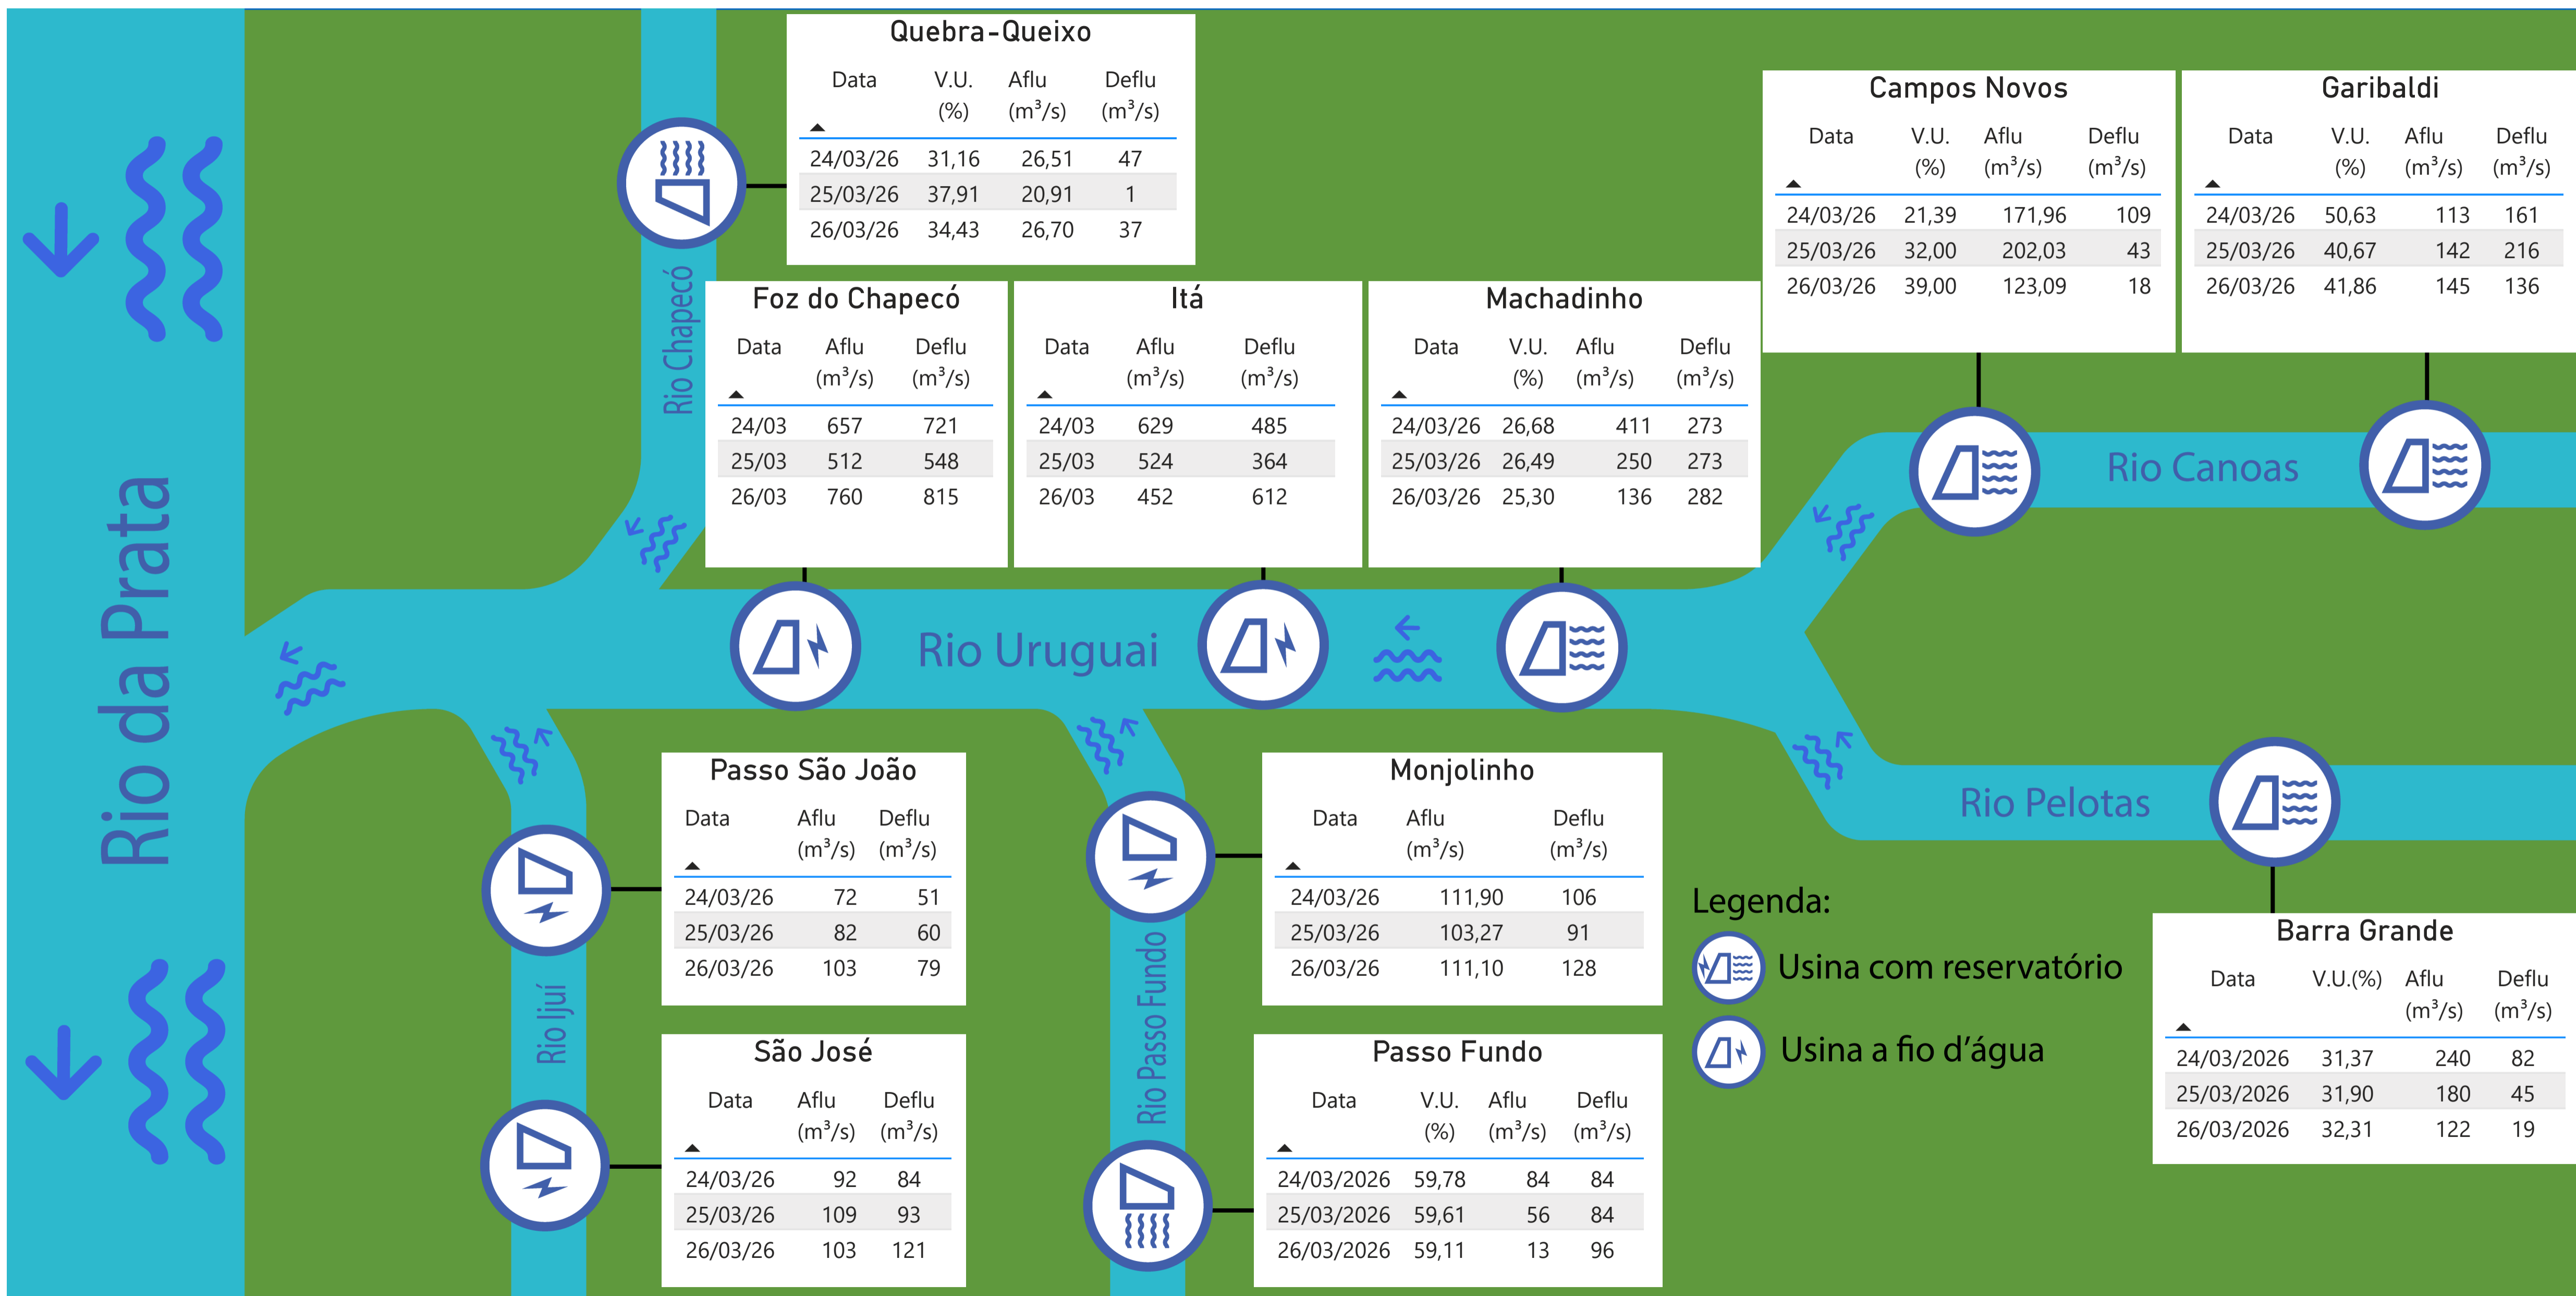 Rio da Prata
Quebra-Queixo
Data V.U. (%) Aflu (m³/s) Deflu (m³/s)
24/03/26 31,16 26,51 47
25/03/26 37,91 20,91 1
26/03/26 34,43 26,70 37
Rio Chapecó
Campos Novos
Data V.U. (%) Aflu (m³/s) Deflu (m³/s)
24/03/26 21,39 171,96 109
25/03/26 32,00 202,03 43
26/03/26 39,00 123,09 18
Garibaldi
Data V.U. (%) Aflu (m³/s) Deflu (m³/s)
24/03/26 50,63 113 161
25/03/26 40,67 142 216
26/03/26 41,86 145 136
Foz do Chapecó
Data Aflu (m³/s) Deflu (m³/s)
24/03 657 721
25/03 512 548
26/03 760 815
Itá
Data Aflu (m³/s) Deflu (m³/s)
24/03 629 485
25/03 524 364
26/03 452 612
Machadinho
Data V.U. (%) Aflu (m³/s) Deflu (m³/s)
24/03/26 26,68 411 273
25/03/26 26,49 250 273
26/03/26 25,30 136 282
Rio Canoas
Rio Uruguai
Rio Pelotas
Passo São João
Data Aflu (m³/s) Deflu (m³/s)
24/03/26 72 51
25/03/26 82 60
26/03/26 103 79
Rio Ijuí
São José
Data Aflu (m³/s) Deflu (m³/s)
24/03/26 92 84
25/03/26 109 93
26/03/26 103 121
Monjolinho
Data Aflu (m³/s) Deflu (m³/s)
24/03/26 111,90 106
25/03/26 103,27 91
26/03/26 111,10 128
Rio Passo Fundo
Passo Fundo
Data V.U. (%) Aflu (m³/s) Deflu (m³/s)
24/03/2026 59,78 84 84
25/03/2026 59,61 56 84
26/03/2026 59,11 13 96
Legenda:
Usina com reservatório
Usina a fio d’água
Barra Grande
Data V.U.(%) Aflu (m³/s) Deflu (m³/s)
24/03/2026 31,37 240 82
25/03/2026 31,90 180 45
26/03/2026 32,31 122 19